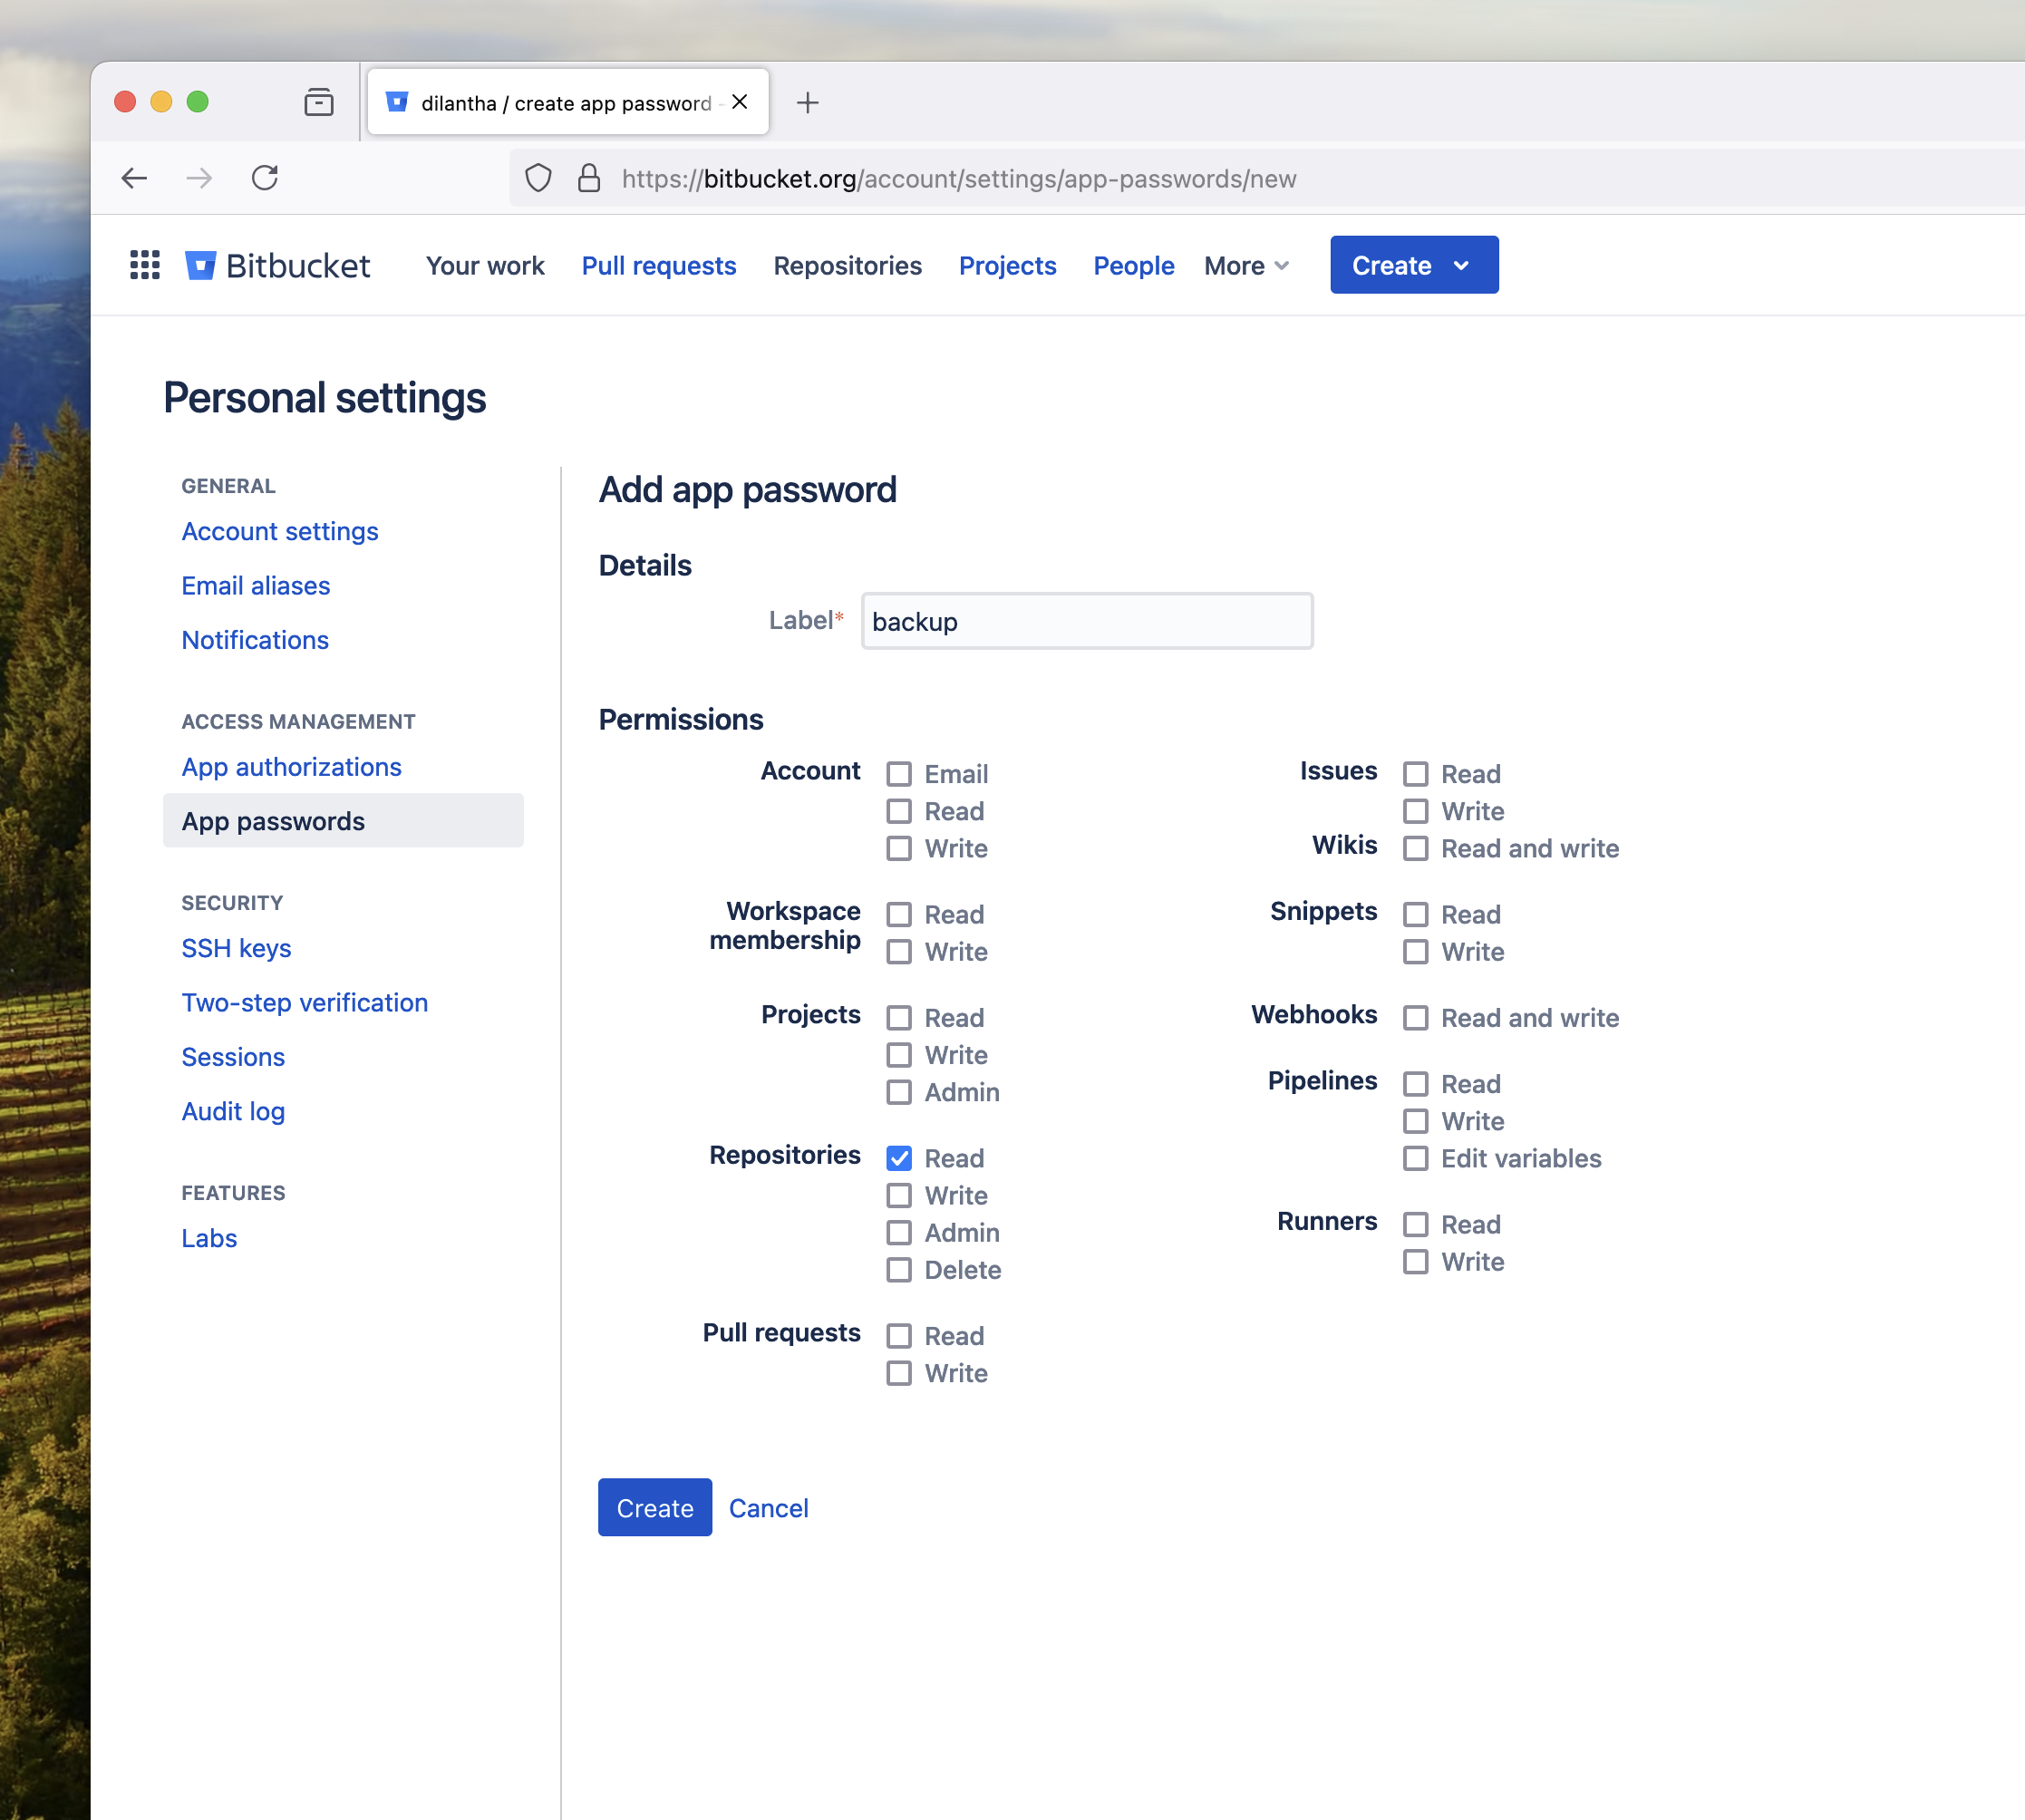 dilantha / create app password -
https://bitbucket.org/account/settings/app-passwords/new
Bitbucket Your work Pull requests Repositories Projects People More Create
Personal settings
GENERAL
Account settings
Email aliases
Notifications
ACCESS MANAGEMENT
App authorizations
App passwords
SECURITY
SSH keys
Two-step verification
Sessions
Audit log
FEATURES
Labs
Add app password
Details
Label* backup
Permissions
Account
Email
Read
Write
Workspace membership
Read
Write
Projects
Read
Write
Admin
Repositories
Read
Write
Admin
Delete
Pull requests
Read
Write
Issues
Read
Write
Wikis
Read and write
Snippets
Read
Write
Webhooks
Read and write
Pipelines
Read
Write
Edit variables
Runners
Read
Write
Create Cancel